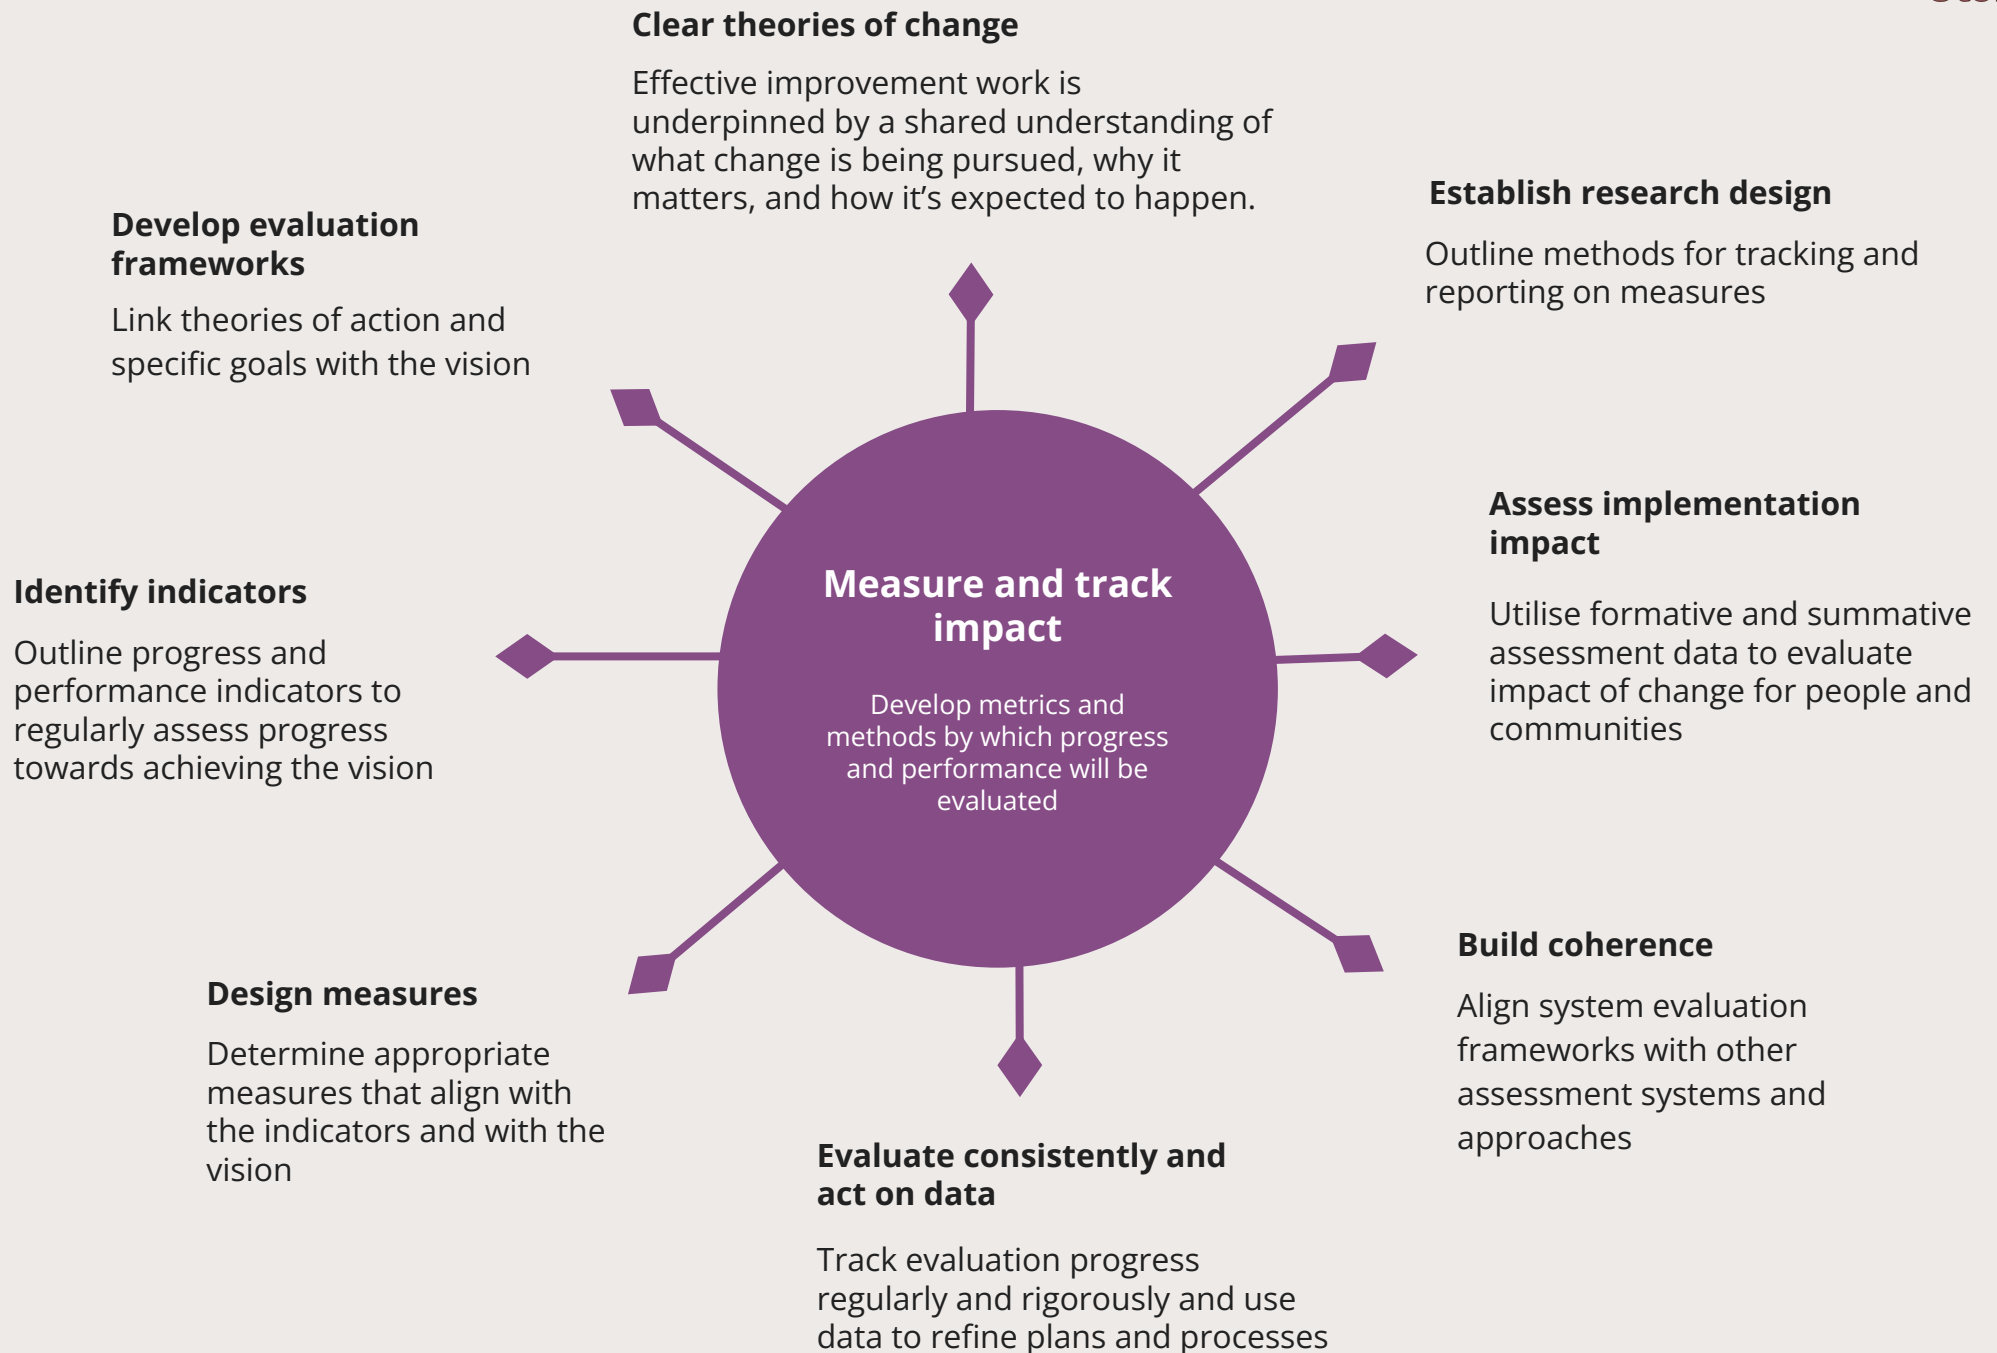 Clear theories of change
Effective improvement work is
underpinned by a shared understanding of
what change is being pursued, why it
matters, and how it’s expected to happen.
Establish research design
Outline methods for tracking and
reporting on measures
Develop evaluation
frameworks
Link theories of action and
specific goals with the vision
Assess implementation
impact
Utilise formative and summative
assessment data to evaluate
impact of change for people and
communities
Measure and track
impact
Develop metrics and
methods by which progress
and performance will be
evaluated
Identify indicators
Outline progress and
performance indicators to
regularly assess progress
towards achieving the vision
Build coherence
Align system evaluation
frameworks with other
assessment systems and
approaches
Design measures
Determine appropriate
measures that align with
the indicators and with the
vision
Evaluate consistently and
act on data
Track evaluation progress
regularly and rigorously and use
data to refine plans and processes